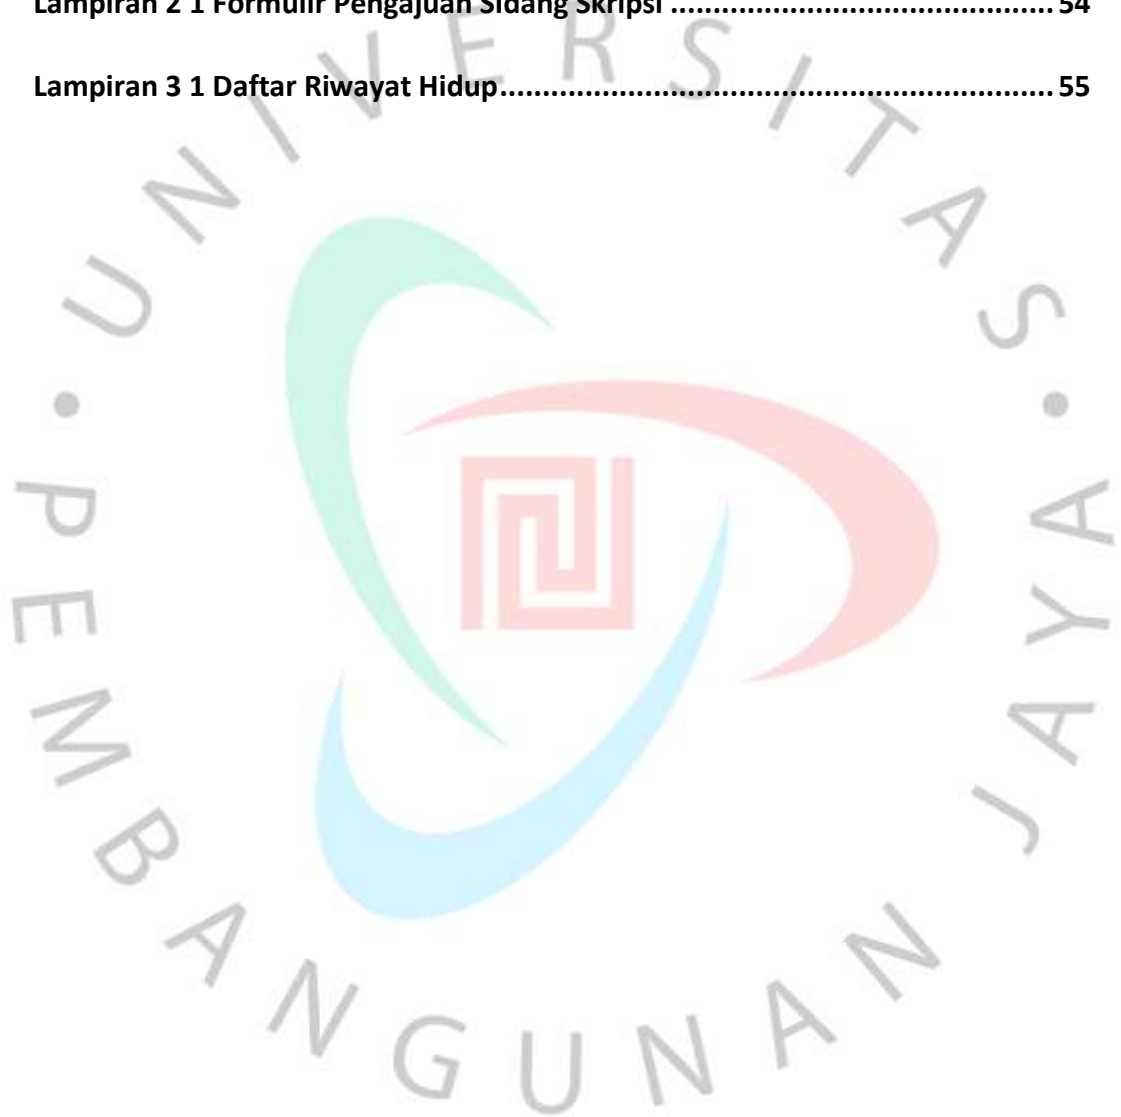 Lampiran 2 1 Formulir Pengajuan Sidang Skripsi ............................................. 54
Lampiran 3 1 Daftar Riwayat Hidup................................................................. 55
UNIVERSITAS
• PEMBANGUNAN JAYA •